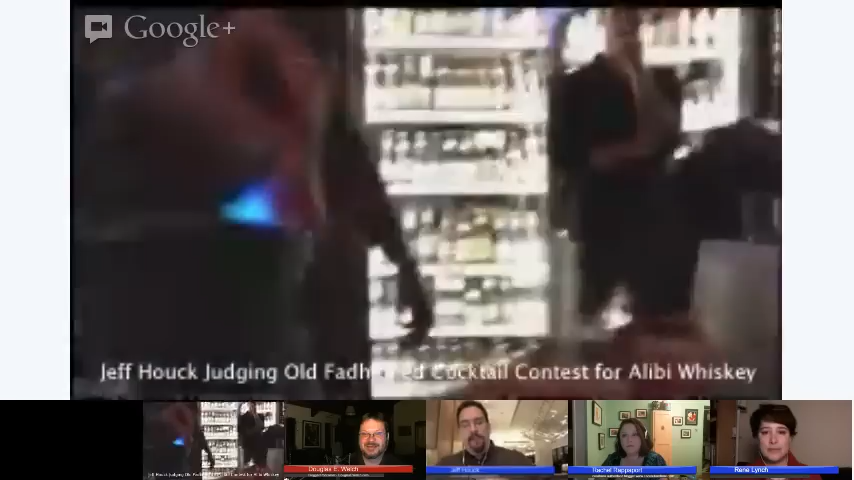 Google+
Jeff Houck Judging Old Fadh ed Cocktail Contest for Alibi Whiskey
Douglas E. Welch
Jeff Houck
Rachel Rappaport
Rene Lynch